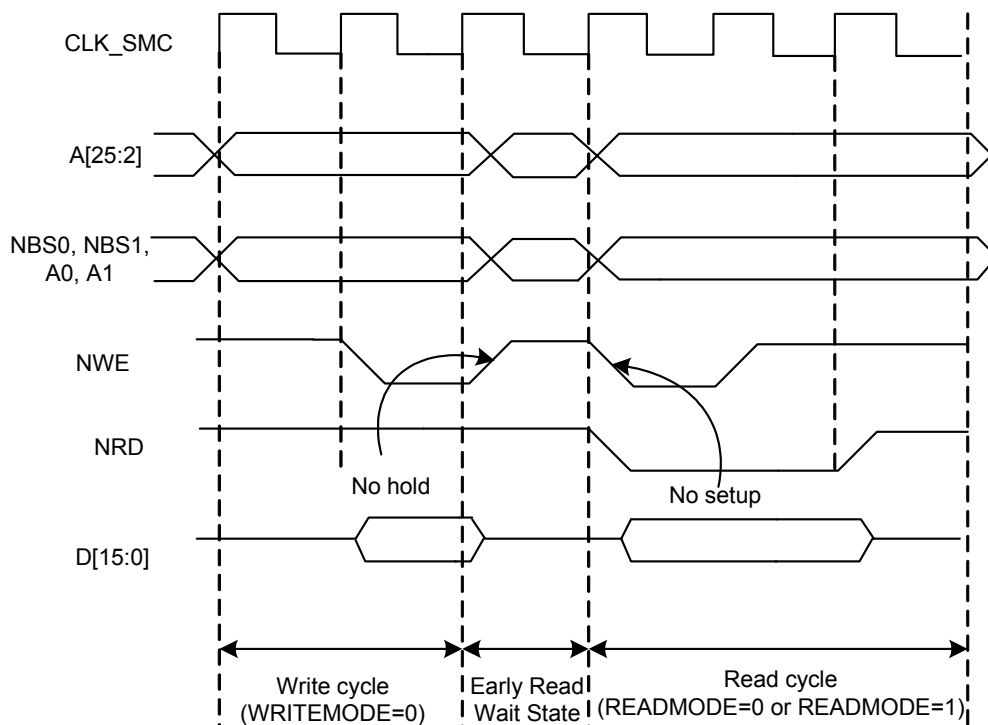 CLK_SMC
A[25:2]
NBS0, NBS1,
A0, A1
NWE
NRD
No hold
No setup
D[15:0]
Write cycle
(WRITEMODE=0)
Early Read
Wait State
Read cycle
(READMODE=0 or READMODE=1)